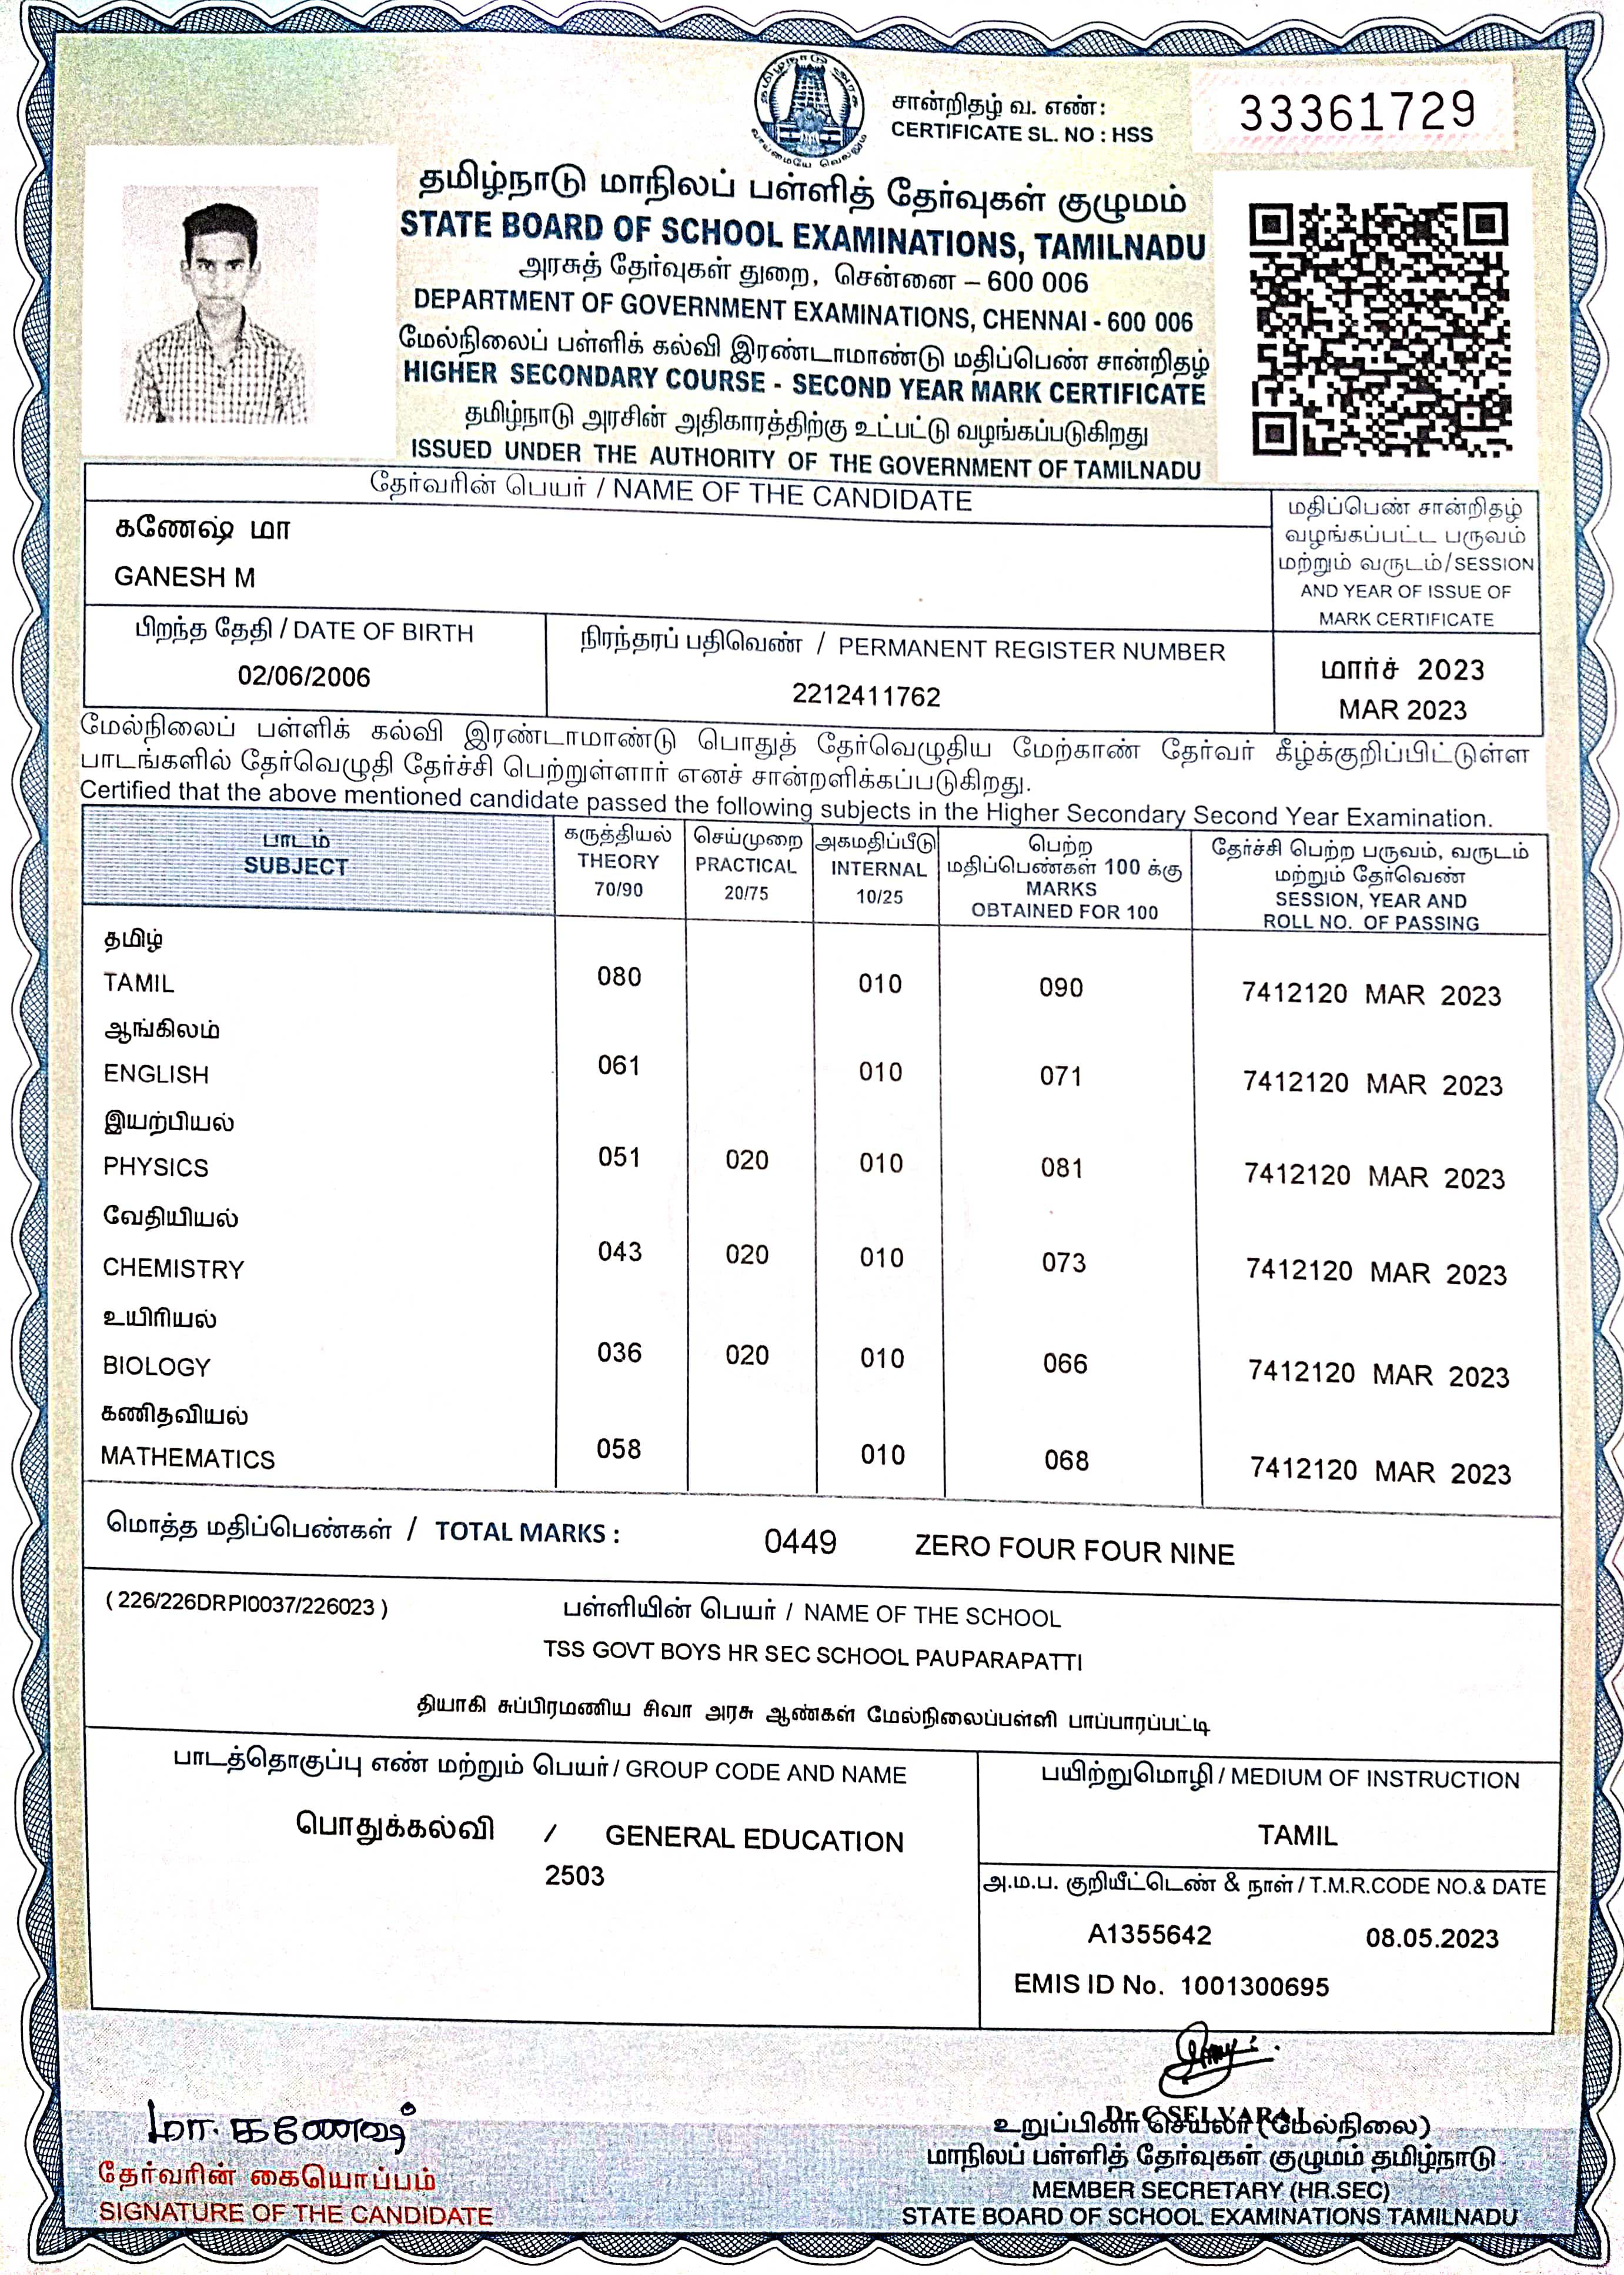 தமிழ்நாடு அரசு
வாய்மையே வெல்லும்
சான்றிதழ் வ. எண்:
CERTIFICATE SL. NO : HSS
33361729
தமிழ்நாடு மாநிலப் பள்ளித் தேர்வுகள் குழுமம்
STATE BOARD OF SCHOOL EXAMINATIONS, TAMILNADU
அரசுத் தேர்வுகள் துறை, சென்னை – 600 006
DEPARTMENT OF GOVERNMENT EXAMINATIONS, CHENNAI - 600 006
மேல்நிலைப் பள்ளிக் கல்வி இரண்டாமாண்டு மதிப்பெண் சான்றிதழ்
HIGHER SECONDARY COURSE - SECOND YEAR MARK CERTIFICATE
தமிழ்நாடு அரசின் அதிகாரத்திற்கு உட்பட்டு வழங்கப்படுகிறது
ISSUED UNDER THE AUTHORITY OF THE GOVERNMENT OF TAMILNADU
தேர்வரின் பெயர் / NAME OF THE CANDIDATE
கணேஷ் மா
GANESH M
மதிப்பெண் சான்றிதழ்
வழங்கப்பட்ட பருவம்
மற்றும் வருடம்/SESSION
AND YEAR OF ISSUE OF
MARK CERTIFICATE
பிறந்த தேதி / DATE OF BIRTH
02/06/2006
நிரந்தரப் பதிவெண் / PERMANENT REGISTER NUMBER
2212411762
மார்ச் 2023
MAR 2023
மேல்நிலைப் பள்ளிக் கல்வி இரண்டாமாண்டு பொதுத் தேர்வெழுதிய மேற்காண் தேர்வர் கீழ்க்குறிப்பிட்டுள்ள
பாடங்களில் தேர்வெழுதி தேர்ச்சி பெற்றுள்ளார் எனச் சான்றளிக்கப்படுகிறது.
Certified that the above mentioned candidate passed the following subjects in the Higher Secondary Second Year Examination.
பாடம்
SUBJECT
கருத்தியல்
THEORY
70/90
செய்முறை
PRACTICAL
20/75
அகமதிப்பீடு
INTERNAL
10/25
பெற்ற
மதிப்பெண்கள் 100 க்கு
MARKS
OBTAINED FOR 100
தேர்ச்சி பெற்ற பருவம், வருடம்
மற்றும் தேர்வெண்
SESSION, YEAR AND
ROLL NO. OF PASSING
தமிழ்
TAMIL 080 010 090 7412120 MAR 2023
ஆங்கிலம்
ENGLISH 061 010 071 7412120 MAR 2023
இயற்பியல்
PHYSICS 051 020 010 081 7412120 MAR 2023
வேதியியல்
CHEMISTRY 043 020 010 073 7412120 MAR 2023
உயிரியல்
BIOLOGY 036 020 010 066 7412120 MAR 2023
கணிதவியல்
MATHEMATICS 058 010 068 7412120 MAR 2023
மொத்த மதிப்பெண்கள் / TOTAL MARKS : 0449 ZERO FOUR FOUR NINE
( 226/226DRPI0037/226023 )
பள்ளியின் பெயர் / NAME OF THE SCHOOL
TSS GOVT BOYS HR SEC SCHOOL PAUPARAPATTI
தியாகி சுப்பிரமணிய சிவா அரசு ஆண்கள் மேல்நிலைப்பள்ளி பாப்பாரப்பட்டி
பாடத்தொகுப்பு எண் மற்றும் பெயர்/ GROUP CODE AND NAME
பொதுக்கல்வி / GENERAL EDUCATION
2503
பயிற்றுமொழி / MEDIUM OF INSTRUCTION
TAMIL
அ.ம.ப. குறியீட்டெண் & நாள் / T.M.R.CODE NO.& DATE
A1355642 08.05.2023
EMIS ID No. 1001300695
மா. கணேஷ்
தேர்வரின் கையொப்பம்
SIGNATURE OF THE CANDIDATE
Dr C SELVARAJ
உறுப்பினர் செயலர் (மேல்நிலை)
மாநிலப் பள்ளித் தேர்வுகள் குழுமம் தமிழ்நாடு
MEMBER SECRETARY (HR.SEC)
STATE BOARD OF SCHOOL EXAMINATIONS TAMILNADU